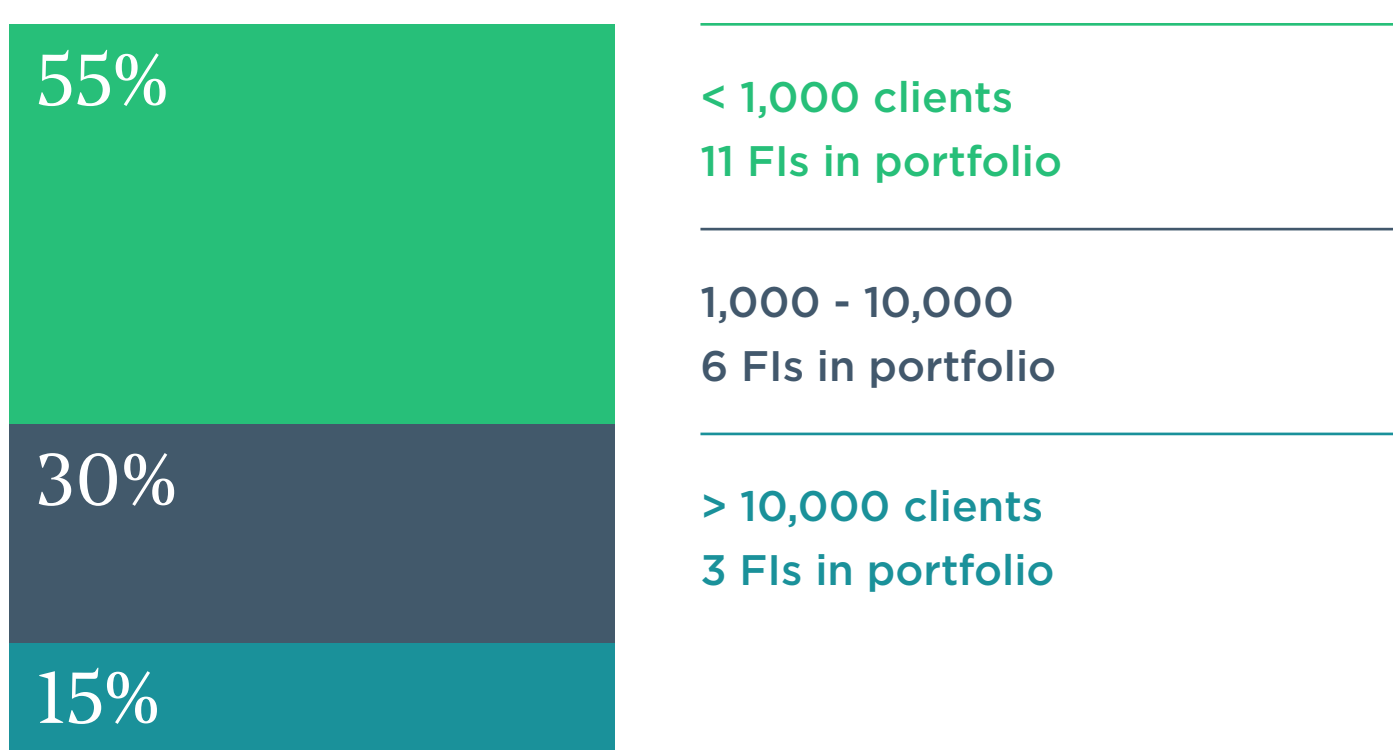 55%
< 1,000 clients
11 FIs in portfolio
1,000 - 10,000
6 FIs in portfolio
30%
> 10,000 clients
3 FIs in portfolio
15%